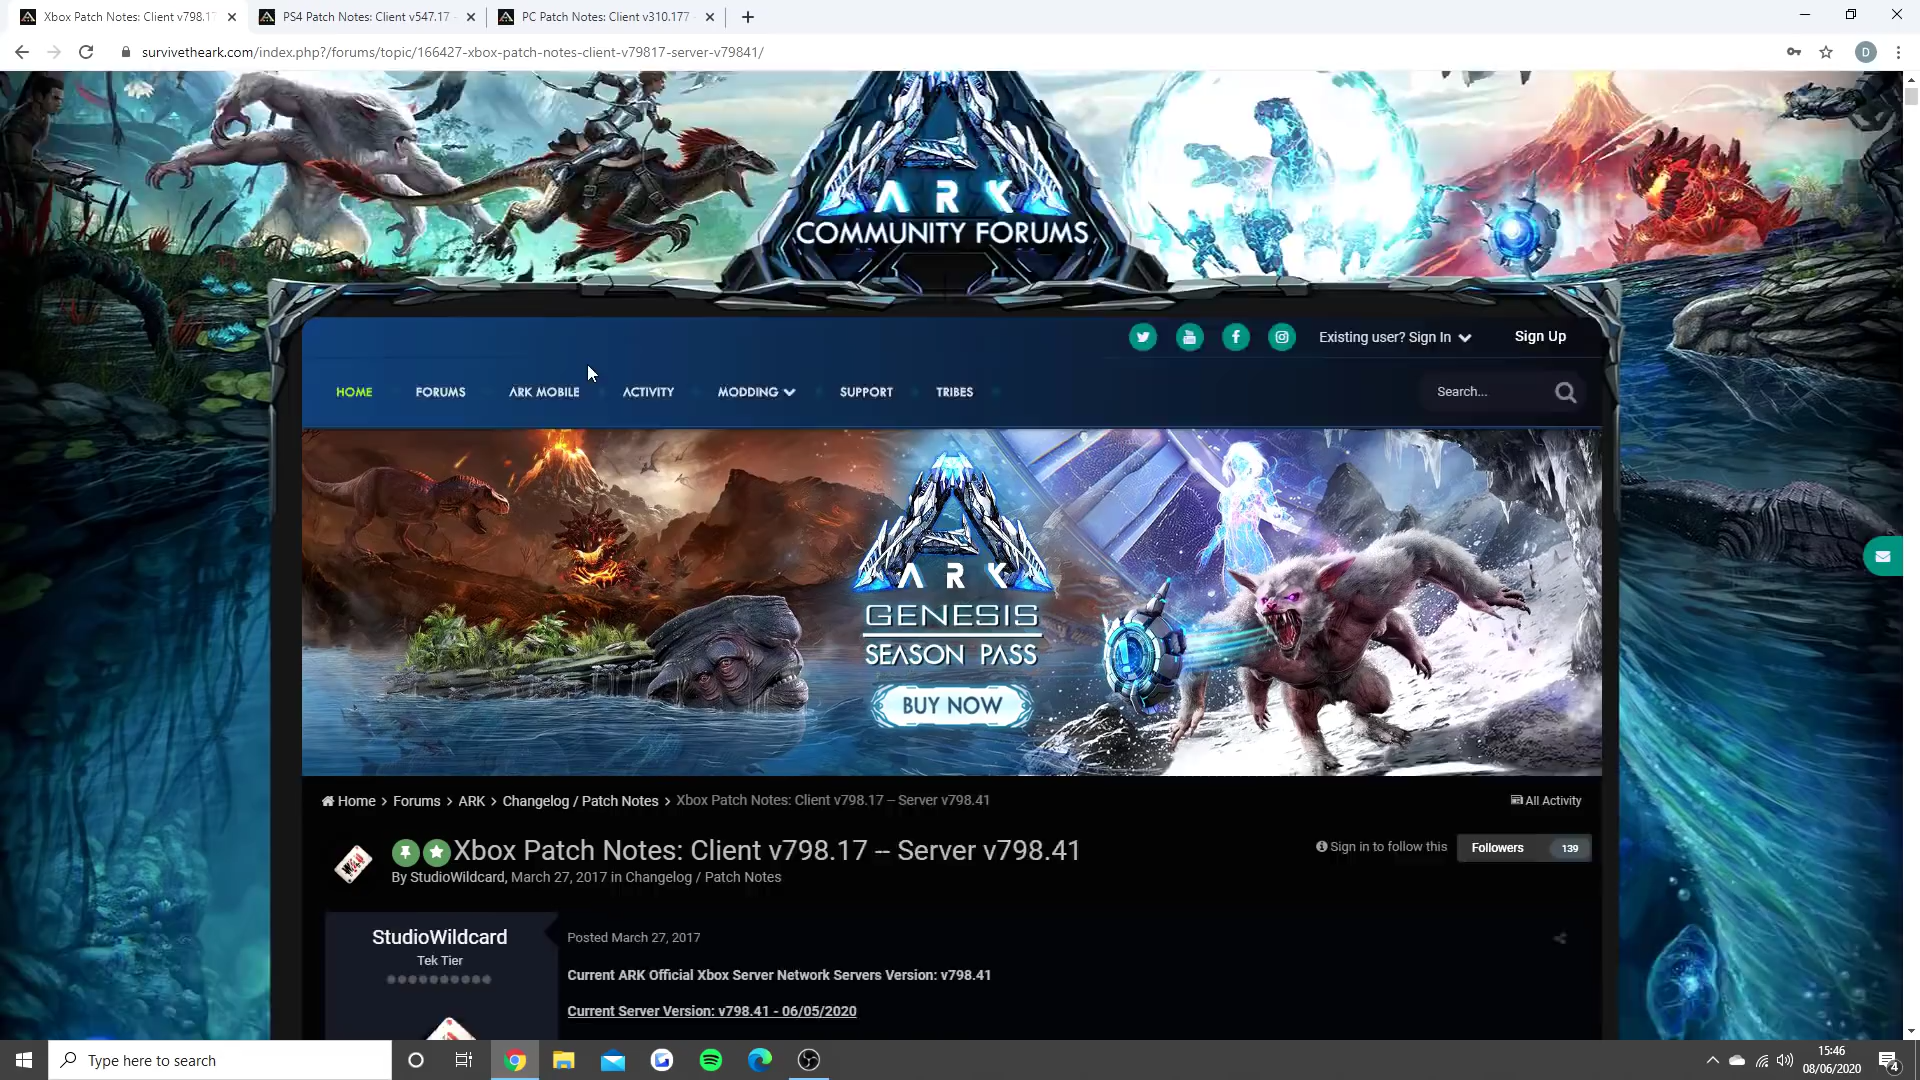 Xbox Patch Notes: Client v798.17
PS4 Patch Notes: Client v547.17
PC Patch Notes: Client v310.177
survivetheark.com/index.php?/forums/topic/166427-xbox-patch-notes-client-v79817-server-v79841/
D
ARK
COMMUNITY FORUMS
Existing user? Sign In
Sign Up
HOME
FORUMS
ARK MOBILE
ACTIVITY
MODDING
SUPPORT
TRIBES
Search...
ARK
GENESIS
SEASON PASS
BUY NOW
Home > Forums > ARK > Changelog / Patch Notes > Xbox Patch Notes: Client v798.17 – Server v798.41
All Activity
Xbox Patch Notes: Client v798.17 – Server v798.41
By StudioWildcard, March 27, 2017 in Changelog / Patch Notes
Sign in to follow this
Followers 139
StudioWildcard
Tek Tier
Posted March 27, 2017
Current ARK Official Xbox Server Network Servers Version: v798.41
Current Server Version: v798.41 - 06/05/2020
Type here to search
15:46
08/06/2020
4